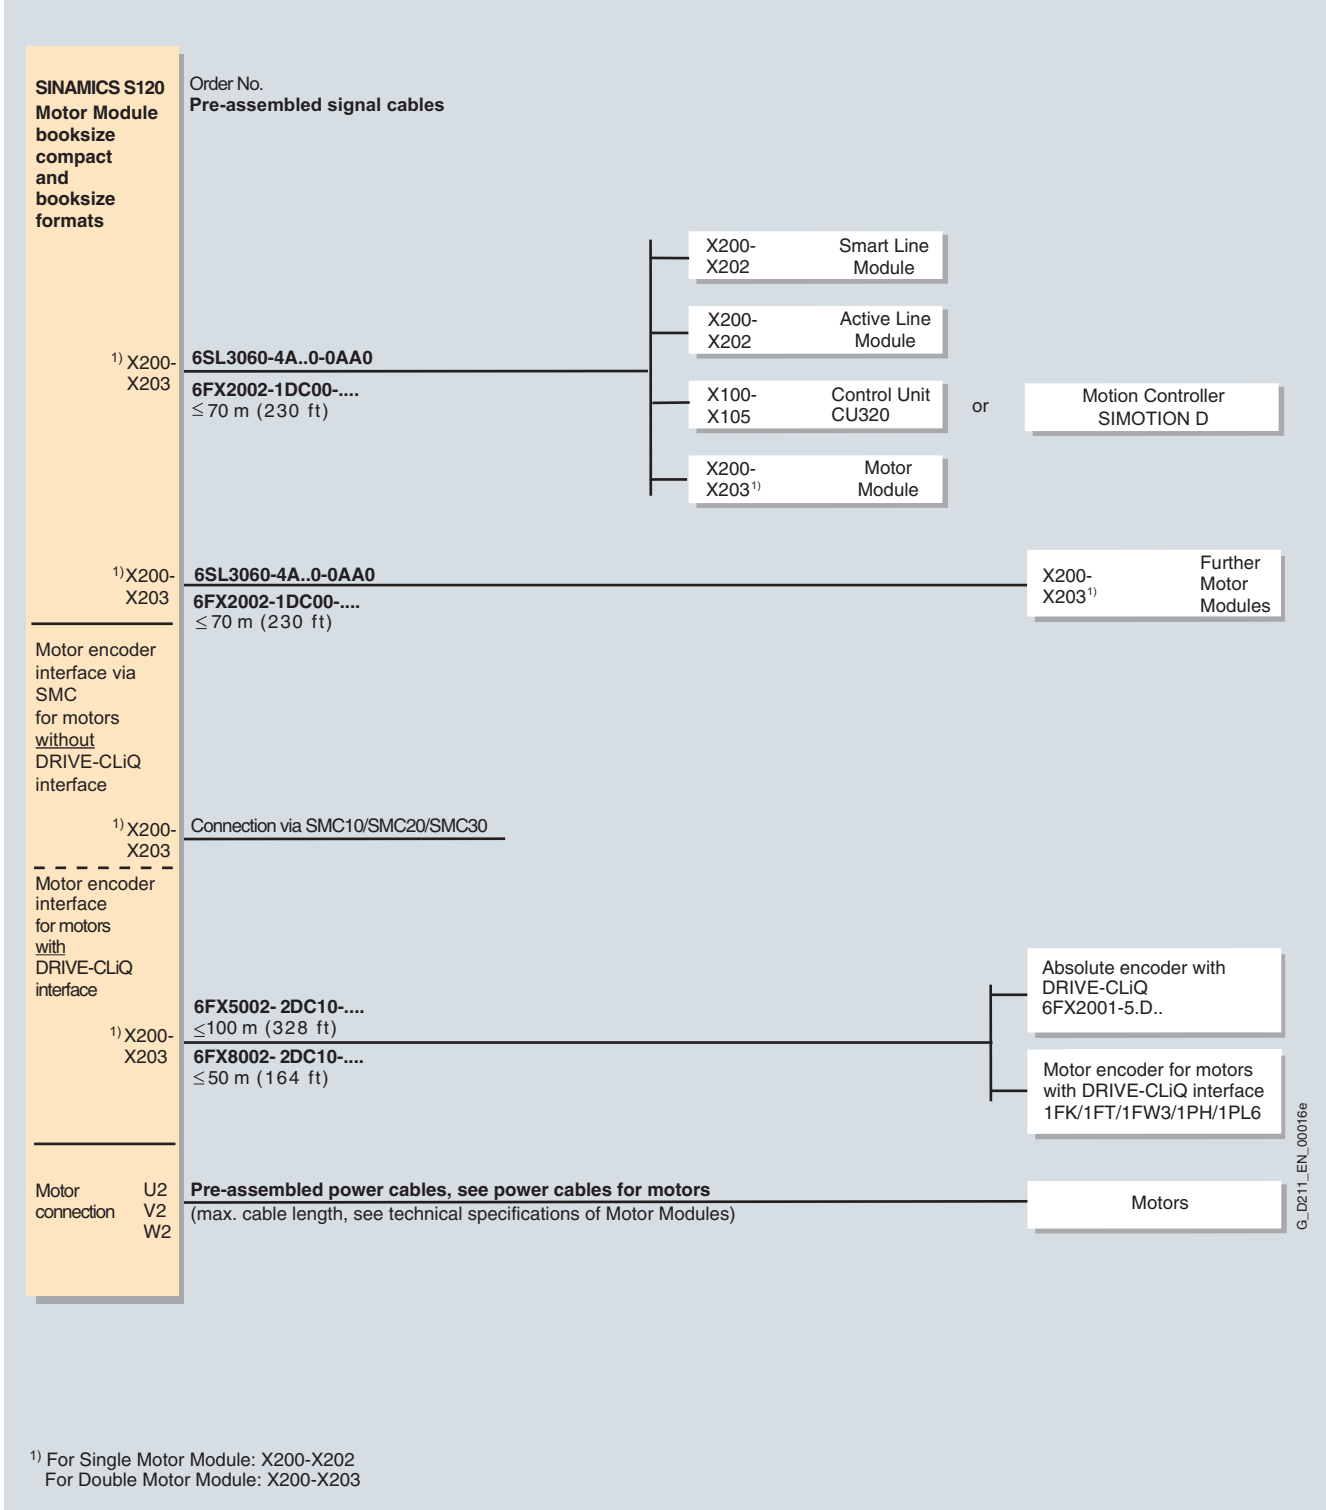 SINAMICS S120
Motor Module
booksize
compact
and
booksize
formats
Order No.
Pre-assembled signal cables
X200-
X202
Smart Line
Module
X200-
X202
Active Line
Module
1) X200-
X203
6SL3060-4A..0-0AA0
6FX2002-1DC00-....
≤ 70 m (230 ft)
X100-
X105
Control Unit
CU320
or
Motion Controller
SIMOTION D
X200-
X203 1)
Motor
Module
1) X200-
X203
6SL3060-4A..0-0AA0
6FX2002-1DC00-....
≤ 70 m (230 ft)
X200-
X203 1)
Further
Motor
Modules
Motor encoder
interface via
SMC
for motors
without
DRIVE-CLiQ
interface
1) X200-
X203
Connection via SMC10/SMC20/SMC30
Motor encoder
interface
for motors
with
DRIVE-CLiQ
interface
1) X200-
X203
6FX5002- 2DC10-....
≤100 m (328 ft)
6FX8002- 2DC10-....
≤ 50 m (164 ft)
Absolute encoder with
DRIVE-CLiQ
6FX2001-5.D..
Motor encoder for motors
with DRIVE-CLiQ interface
1FK/1FT/1FW3/1PH/1PL6
Motor
connection
U2
V2
W2
Pre-assembled power cables, see power cables for motors
(max. cable length, see technical specifications of Motor Modules)
Motors
G_D211_EN_00016e
1) For Single Motor Module: X200-X202
For Double Motor Module: X200-X203